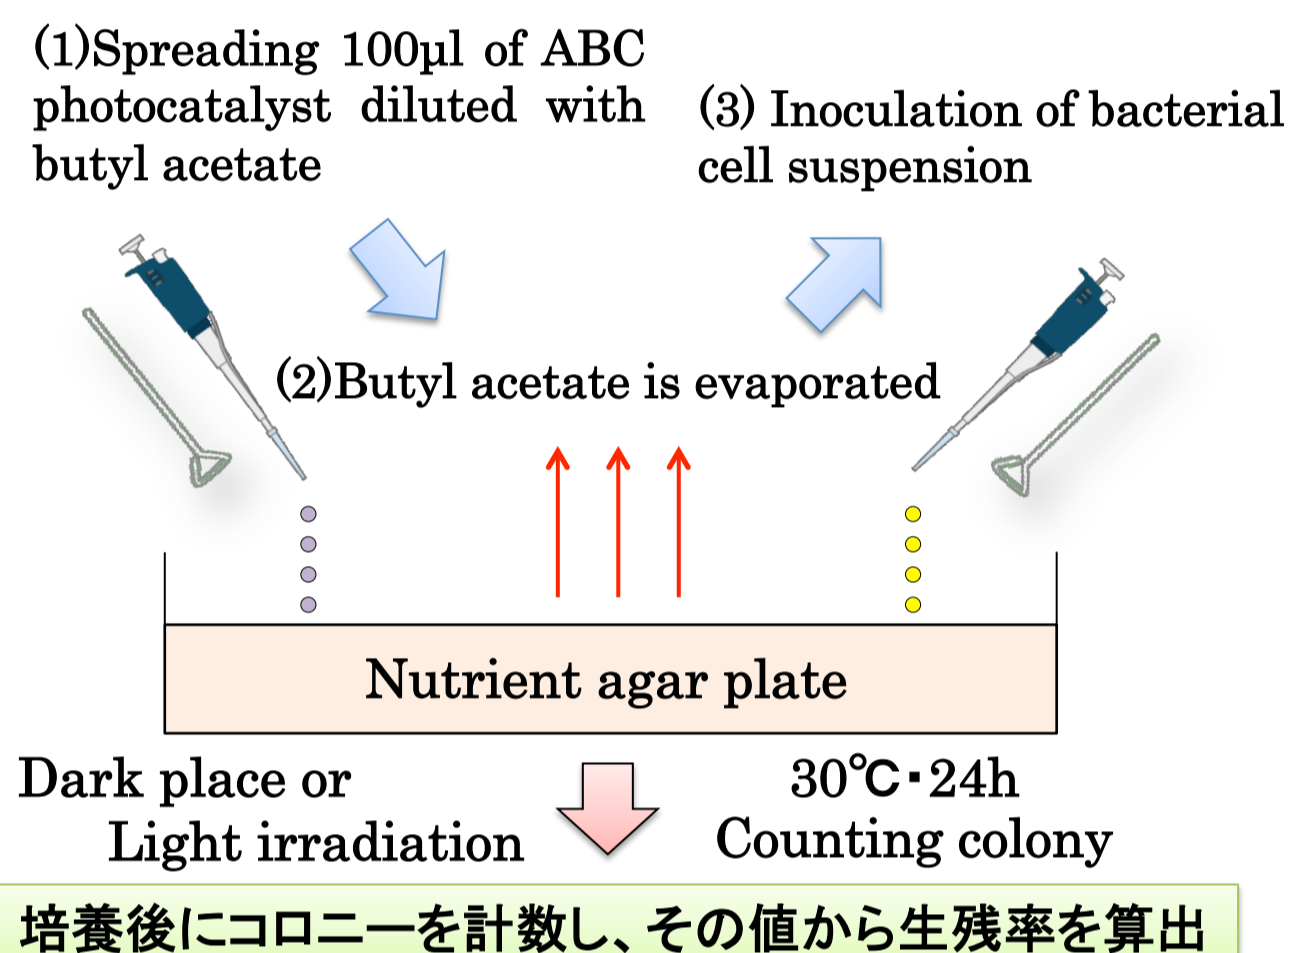 (1)Spreading 100µl of ABC
photocatalyst diluted with
butyl acetate
(3) Inoculation of bacterial
cell suspension
(2)Butyl acetate is evaporated
Nutrient agar plate
Dark place or
Light irradiation
30℃・24h
Counting colony
培養後にコロニーを計数し、その値から生残率を算出